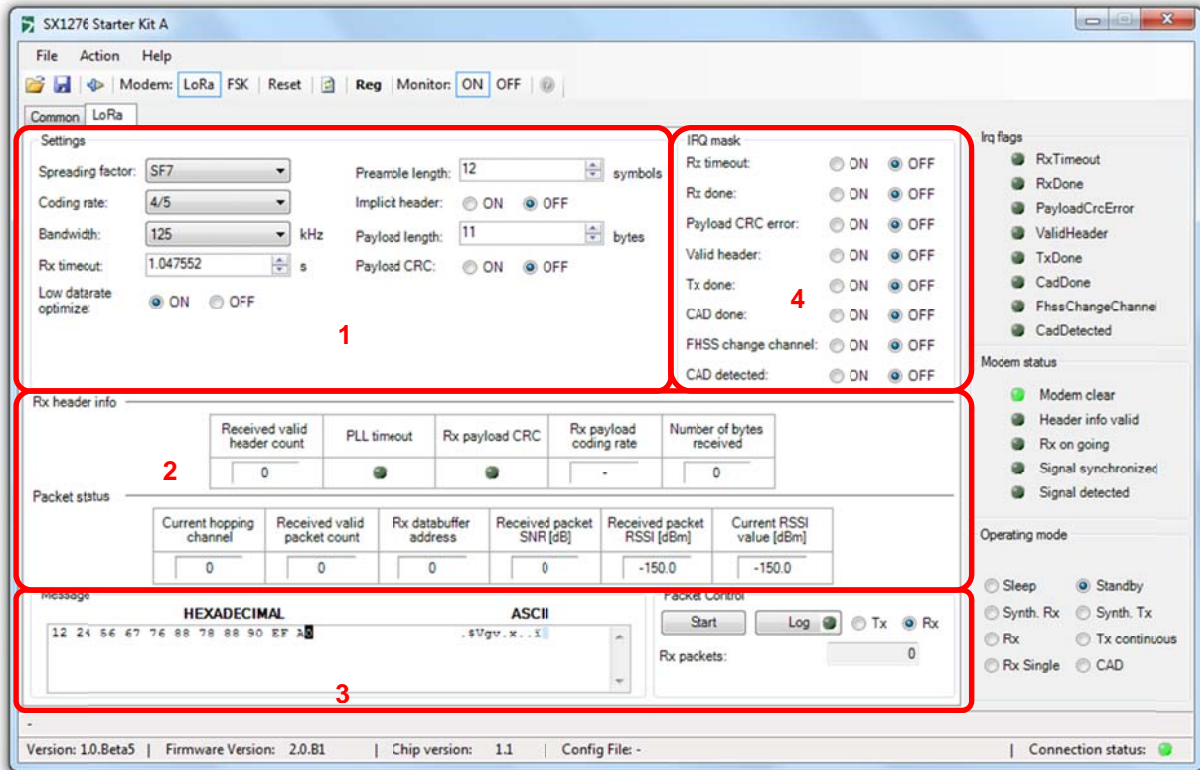 SX1276 Starter Kit A
File Action Help
Modem: LoRa FSK Reset Reg Monitor: ON OFF
Common LoRa
Settings
Spreading factor: SF7
Coding rate: 4/5
Bandwidth: 125 kHz
Rx timeout: 1.047552 s
Low datarate
optimize: ON OFF
Preamble length: 12 symbols
Implict header: ON OFF
Payload length: 11 bytes
Payload CRC: ON OFF
1
IRQ mask
Rx timeout: ON OFF
Rx done: ON OFF
Payload CRC error: ON OFF
Valid header: ON OFF
Tx done: ON OFF
CAD done: ON OFF
FHSS change channel: ON OFF
CAD detected: ON OFF
4
Irq flags
RxTimeout
RxDone
PayloadCrcError
ValidHeader
TxDone
CadDone
FhssChangeChannel
CadDetected
Modem status
Modem clear
Header info valid
Rx on going
Signal synchronized
Signal detected
Operating mode
Sleep Standby
Synth. Rx Synth. Tx
Rx Tx continuous
Rx Single CAD
Rx header info
Received valid header count PLL timeout Rx payload CRC Rx payload coding rate Number of bytes received
0 - 0
2
Packet status
Current hopping channel Received valid packet count Rx databuffer address Received packet SNR [dB] Received packet RSSI [dBm] Current RSSI value [dBm]
0 0 0 0 -150.0 -150.0
Message
HEXADECIMAL ASCII
12 24 56 67 76 88 78 88 90 EF A0 .$Vgv.x..
3
Packet Control
Start Log Tx Rx
Rx packets: 0
-
Version: 1.0.Beta5 | Firmware Version: 2.0.B1 | Chip version: 1.1 | Config File: - | Connection status: